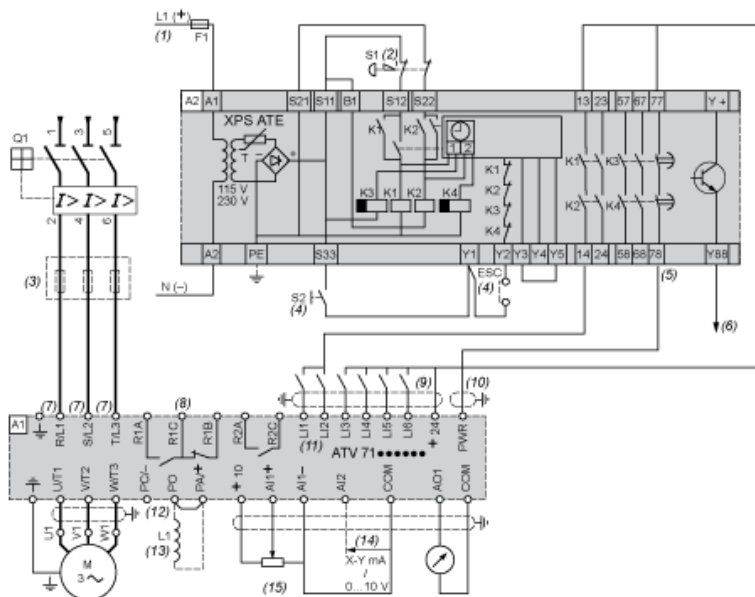 L1 (+)
(1)
F1
S1 (2)
A2 A1 S21 S11 B1 S12 S22 13 23 57 67 77 Y +
XPS ATE
T
+
115 V
230 V
K1 K2
1 2
K3 K1 K2 K4
K1
K2
K3
K4
K1 K3
K2 K4
A2 PE S33 Y1 Y2 Y3 Y4 Y5 14 24 58 68 78 Y88
Q1
1 3 5
I> I> I>
2 4 6
(3)
N (–)
S2
(4)
ESC
(4)
(5)
(6)
(7) (7) (7) (8) (9) (10)
A1
R/L1 S/L2 T/L3 R1A R1C R1B R2A R2C LI1 LI2 LI3 LI4 LI5 LI6 + 24 PWR
(11)
ATV 71●●●●●●
U/T1 V/T2 W/T3 PC/– PO PA/+ + 10 AI1+ AI1– AI2 COM AO1 COM
(12)
U1 V1 W1
L1
(13)
(14)
X-Y mA
/
0...10 V
(15)
M
3 ~